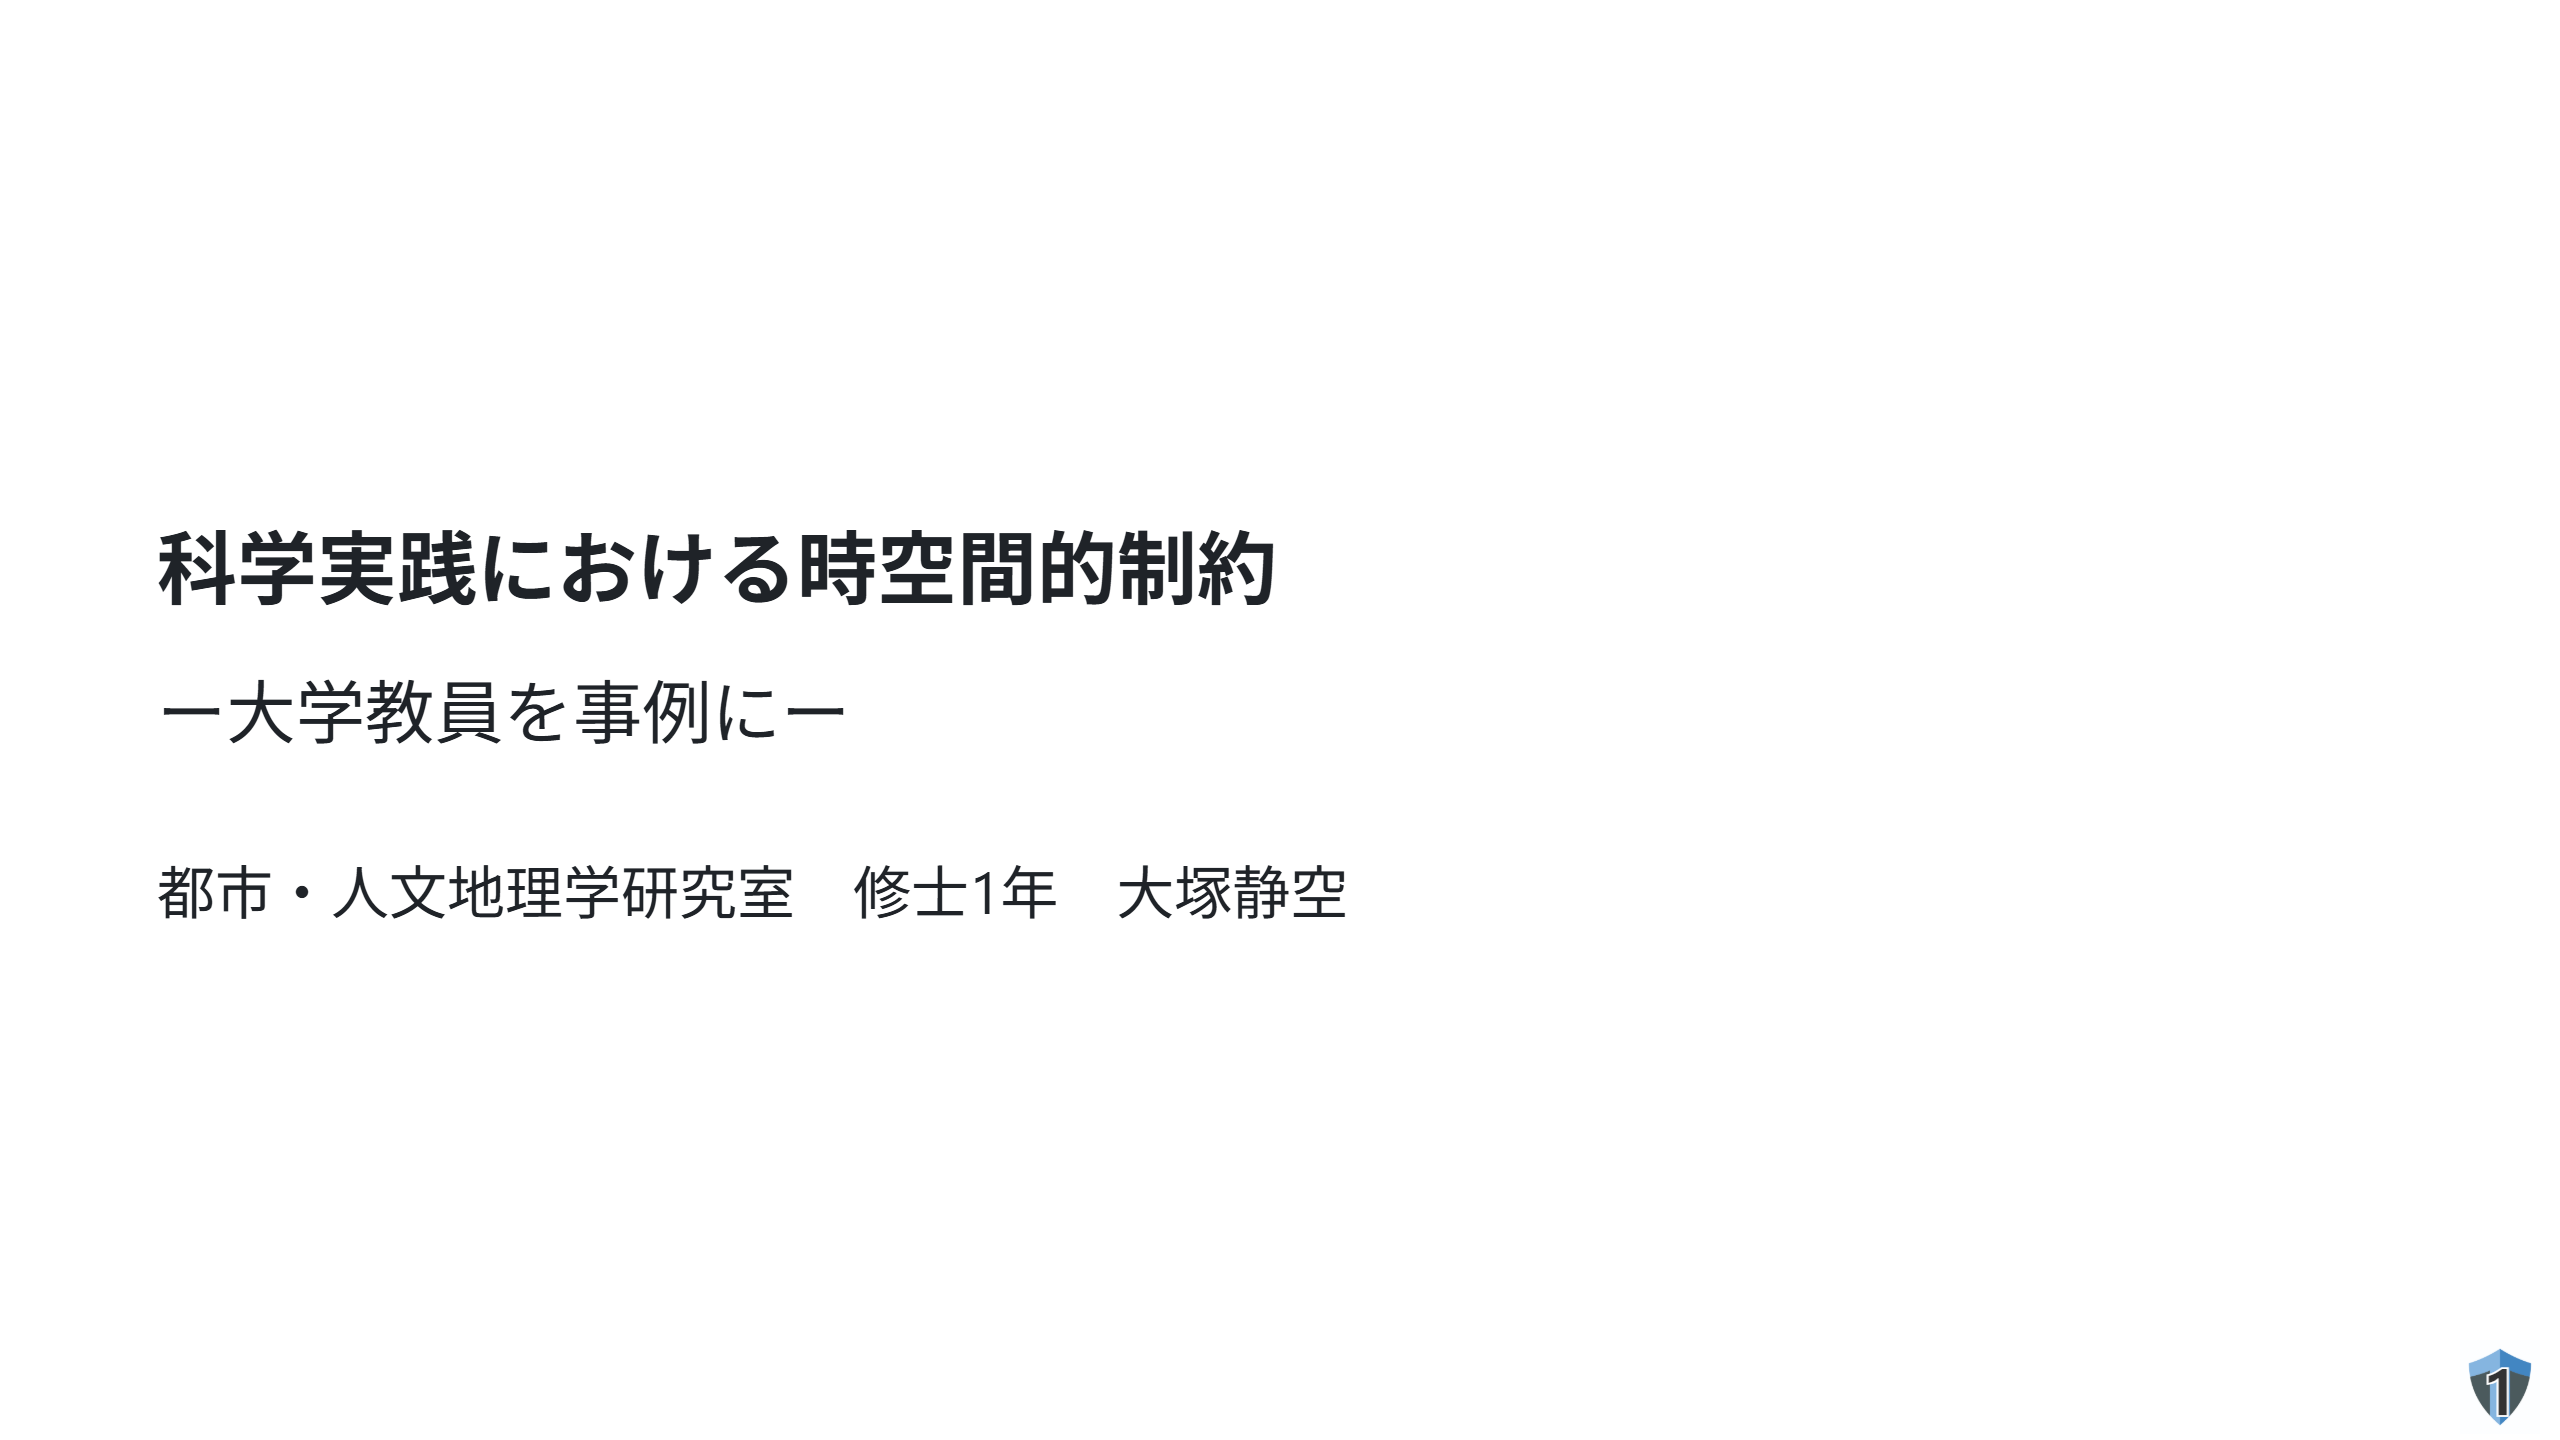 科学実践における時空間的制約
ー大学教員を事例にー
都市・人文地理学研究室　修士1年　大塚静空
1